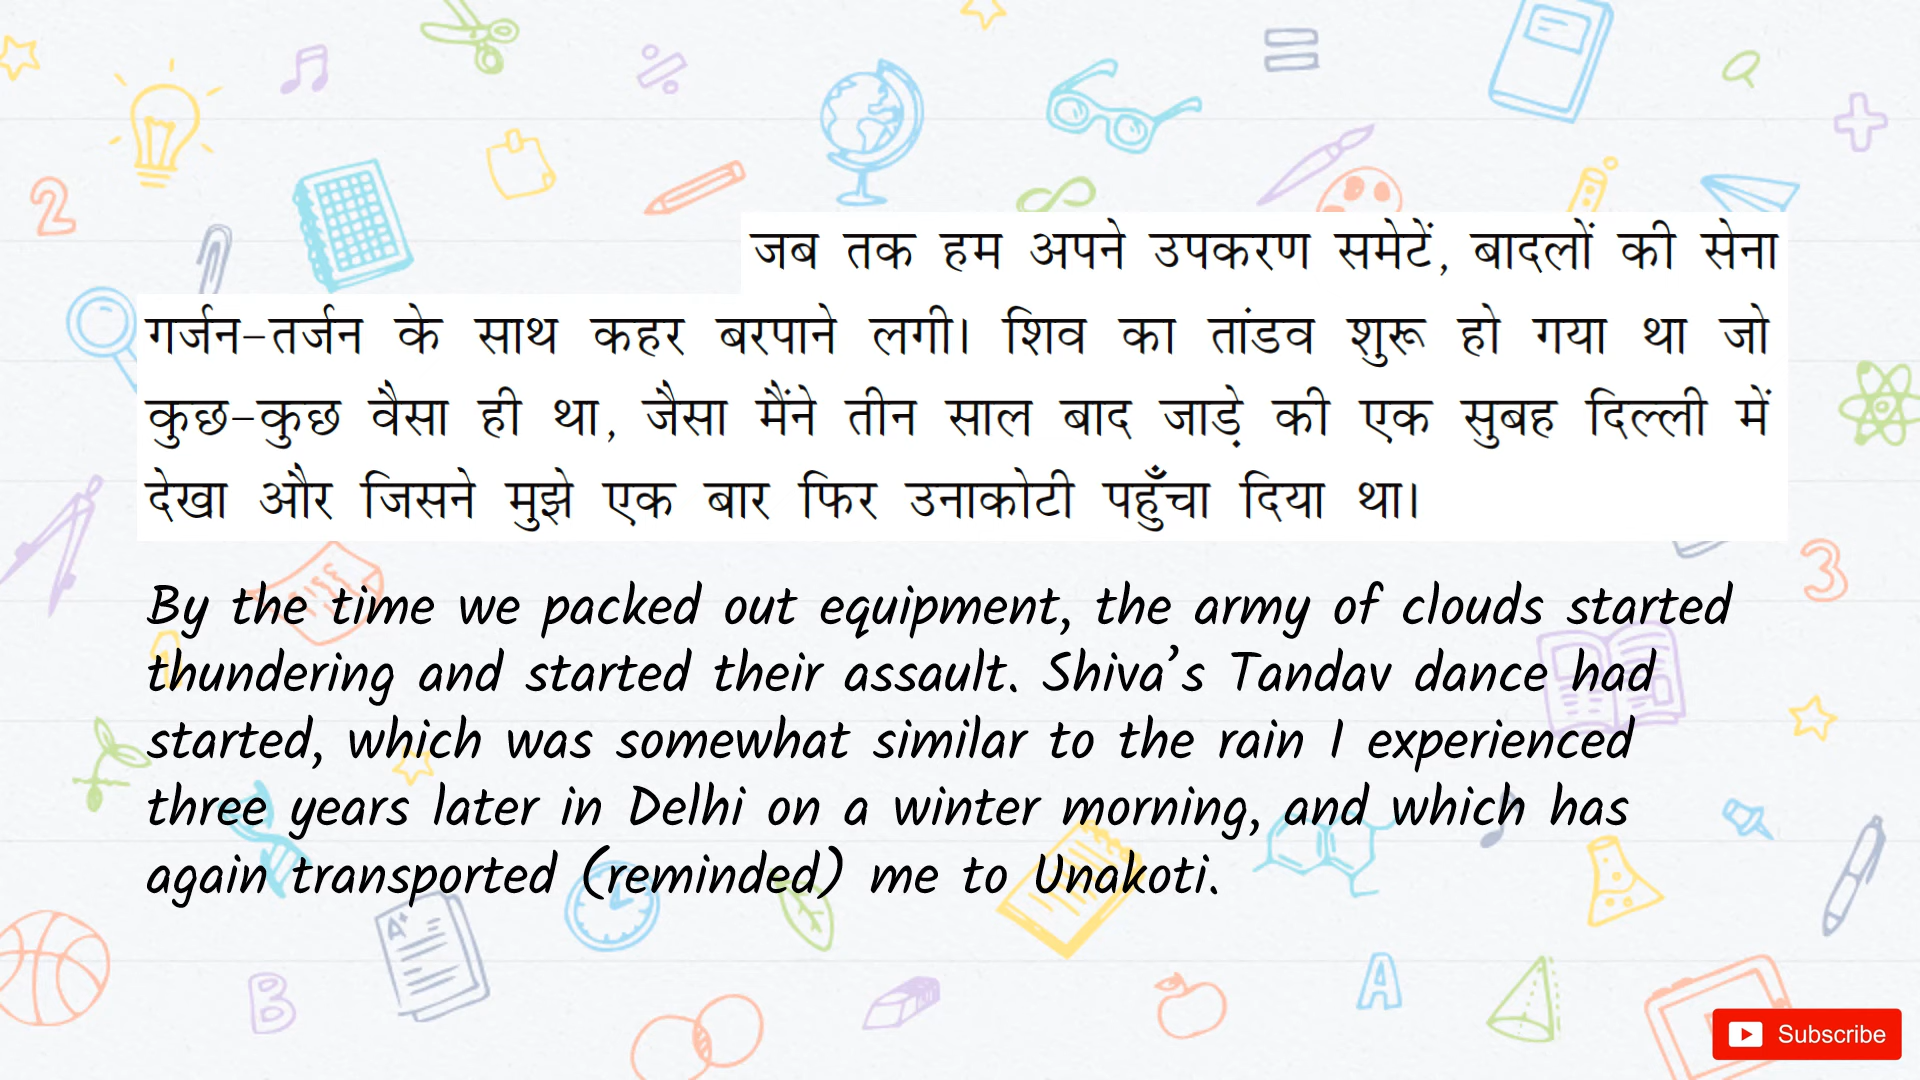 जब तक हम अपने उपकरण समेटें, बादलों की सेना
गर्जन-तर्जन के साथ कहर बरपाने लगी। शिव का तांडव शुरू हो गया था जो
कुछ-कुछ वैसा ही था, जैसा मैंने तीन साल बाद जाड़े की एक सुबह दिल्ली में
देखा और जिसने मुझे एक बार फिर उनाकोटी पहुँचा दिया था।
By the time we packed out equipment, the army of clouds started
thundering and started their assault. Shiva’s Tandav dance had
started, which was somewhat similar to the rain I experienced
three years later in Delhi on a winter morning, and which has
again transported (reminded) me to Unakoti.
2
3
A+
B
A
Subscribe